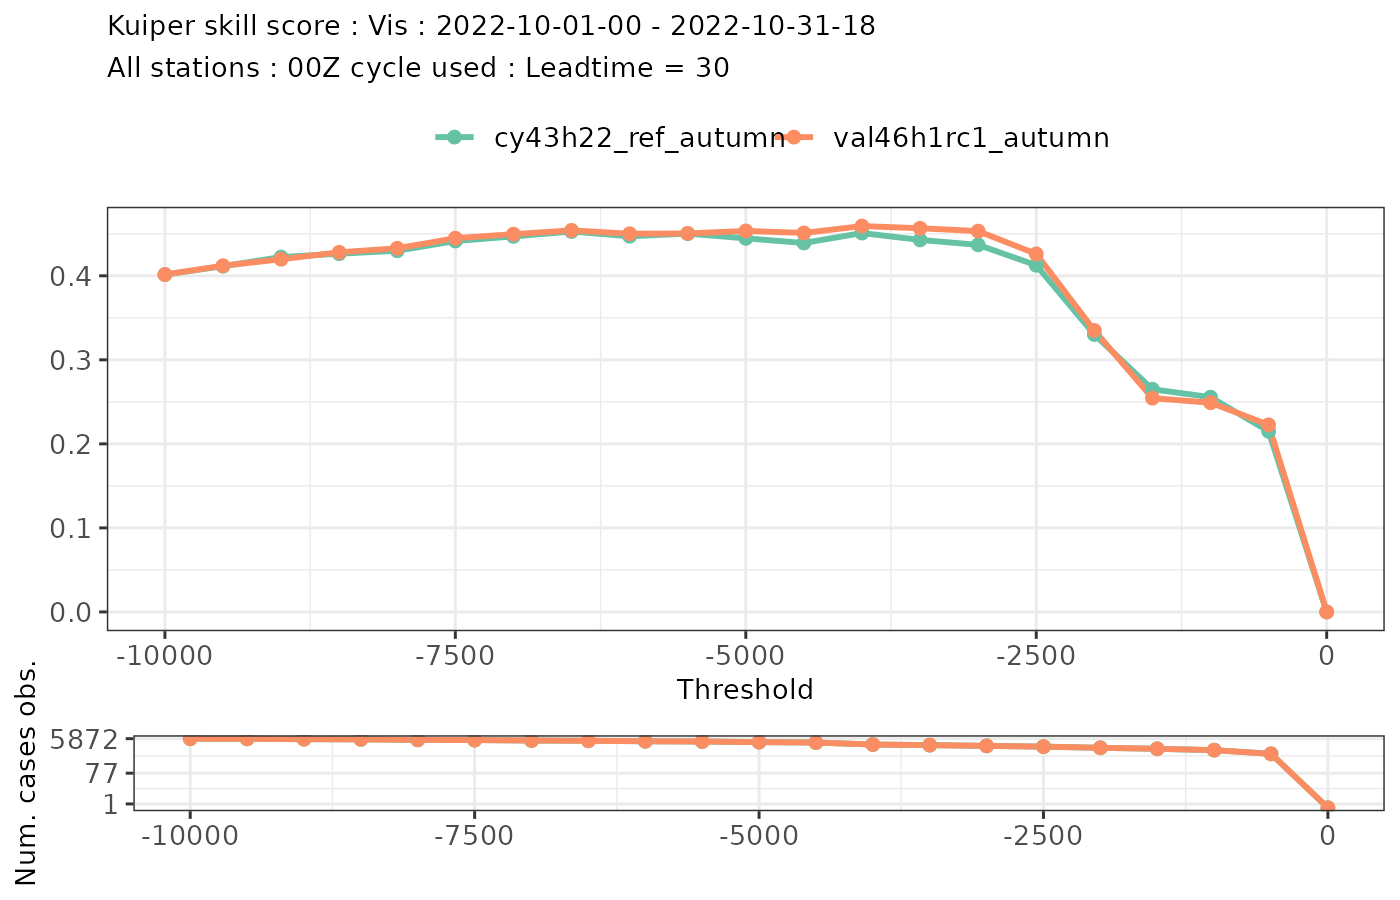 Kuiper skill score : Vis : 2022-10-01-00 - 2022-10-31-18
All stations : 00Z cycle used : Leadtime = 30
cy43h22_ref_autumn val46h1rc1_autumn
0.4
0.3
0.2
0.1
0.0
-10000 -7500 -5000 -2500 0
Threshold
Num. cases obs.
5872
77
1
-10000 -7500 -5000 -2500 0